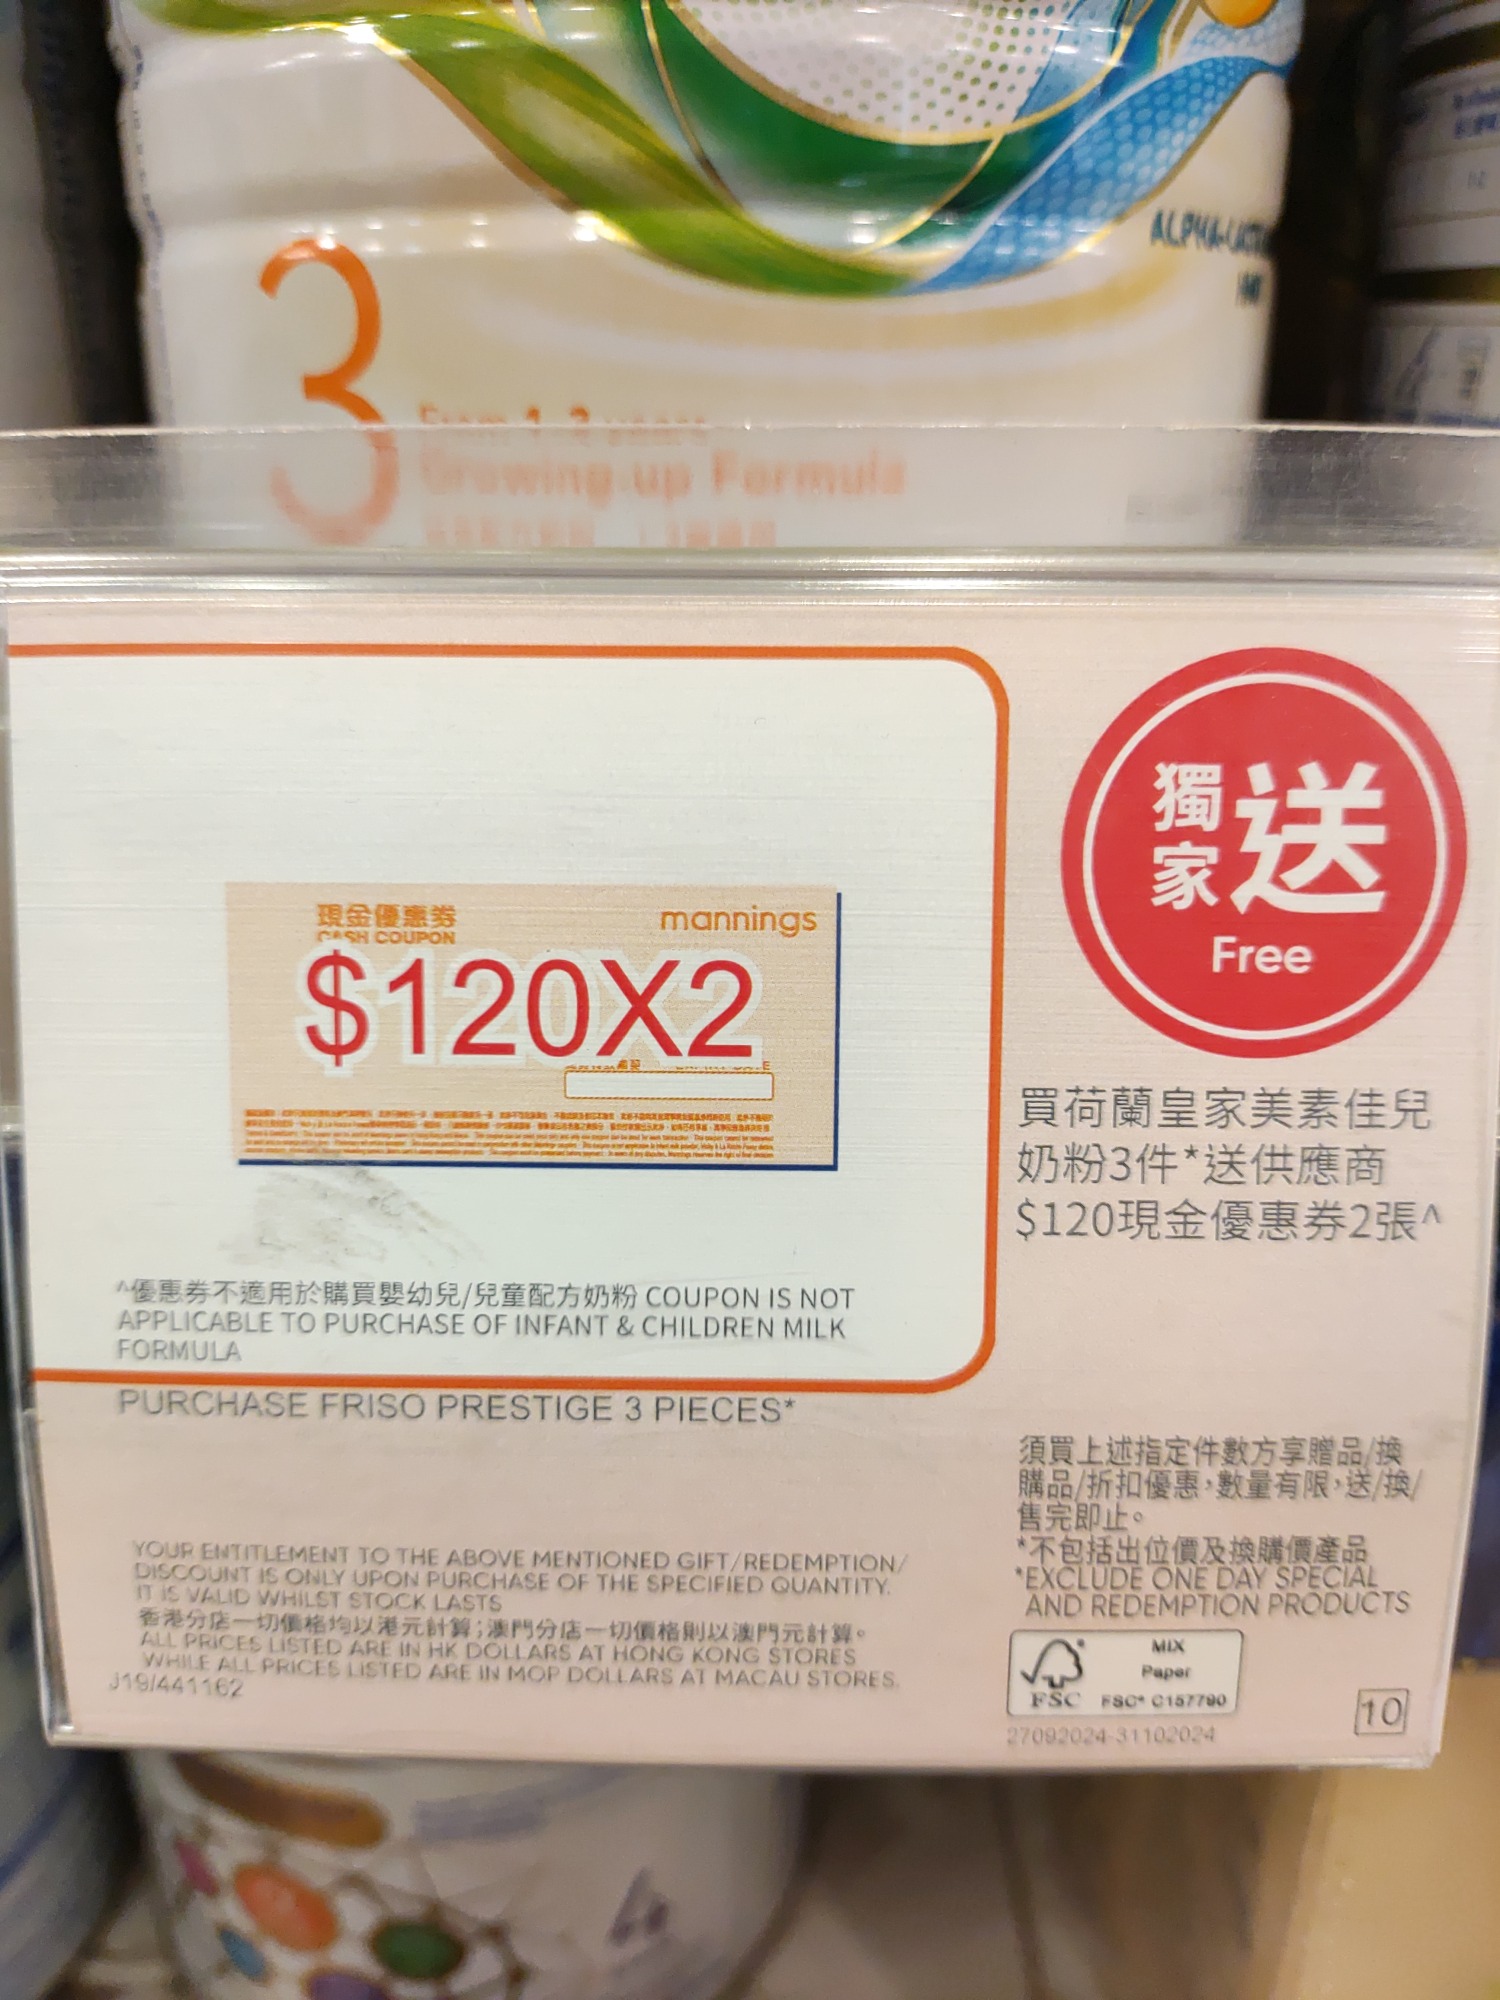 ALPHA-LACT
3
From 1-3 years
Growing-up Formula
獨家
送
Free
現金優惠券
mannings
CASH COUPON
$120X2
買荷蘭皇家美素佳兒
奶粉3件*送供應商
$120現金優惠券2張^
^優惠券不適用於購買嬰幼兒/兒童配方奶粉 COUPON IS NOT
APPLICABLE TO PURCHASE OF INFANT & CHILDREN MILK
FORMULA
PURCHASE FRISO PRESTIGE 3 PIECES*
須買上述指定件數方享贈品/換
購品/折扣優惠，數量有限，送/換/
售完即止。
*不包括出位價及換購價產品
*EXCLUDE ONE DAY SPECIAL
AND REDEMPTION PRODUCTS
YOUR ENTITLEMENT TO THE ABOVE MENTIONED GIFT/REDEMPTION/
DISCOUNT IS ONLY UPON PURCHASE OF THE SPECIFIED QUANTITY.
IT IS VALID WHILST STOCK LASTS
香港分店一切價格均以港元計算；澳門分店一切價格則以澳門元計算。
ALL PRICES LISTED ARE IN HK DOLLARS AT HONG KONG STORES
WHILE ALL PRICES LISTED ARE IN MOP DOLLARS AT MACAU STORES.
J19/441162
MIX
Paper
FSC
FSC® C157790
27092024-31102024
10